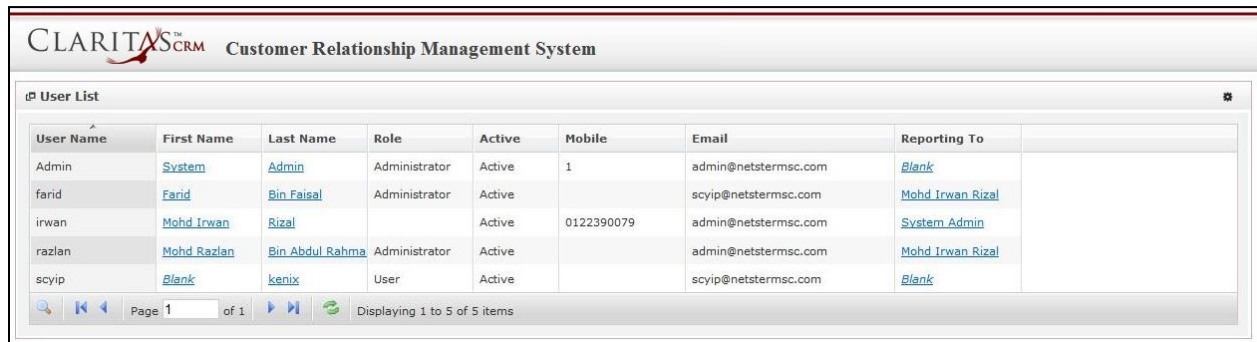 CLARITAS CRM™ Customer Relationship Management System
User List
User Name First Name Last Name Role Active Mobile Email Reporting To
Admin System Admin Administrator Active 1 admin@netstermsc.com Blank
farid Farid Bin Faisal Administrator Active scyip@netstermsc.com Mohd Irwan Rizal
irwan Mohd Irwan Rizal Active 0122390079 admin@netstermsc.com System Admin
razlan Mohd Razlan Bin Abdul Rahma Administrator Active admin@netstermsc.com Mohd Irwan Rizal
scyip Blank kenix User Active scyip@netstermsc.com Blank
Page 1 of 1 Displaying 1 to 5 of 5 items